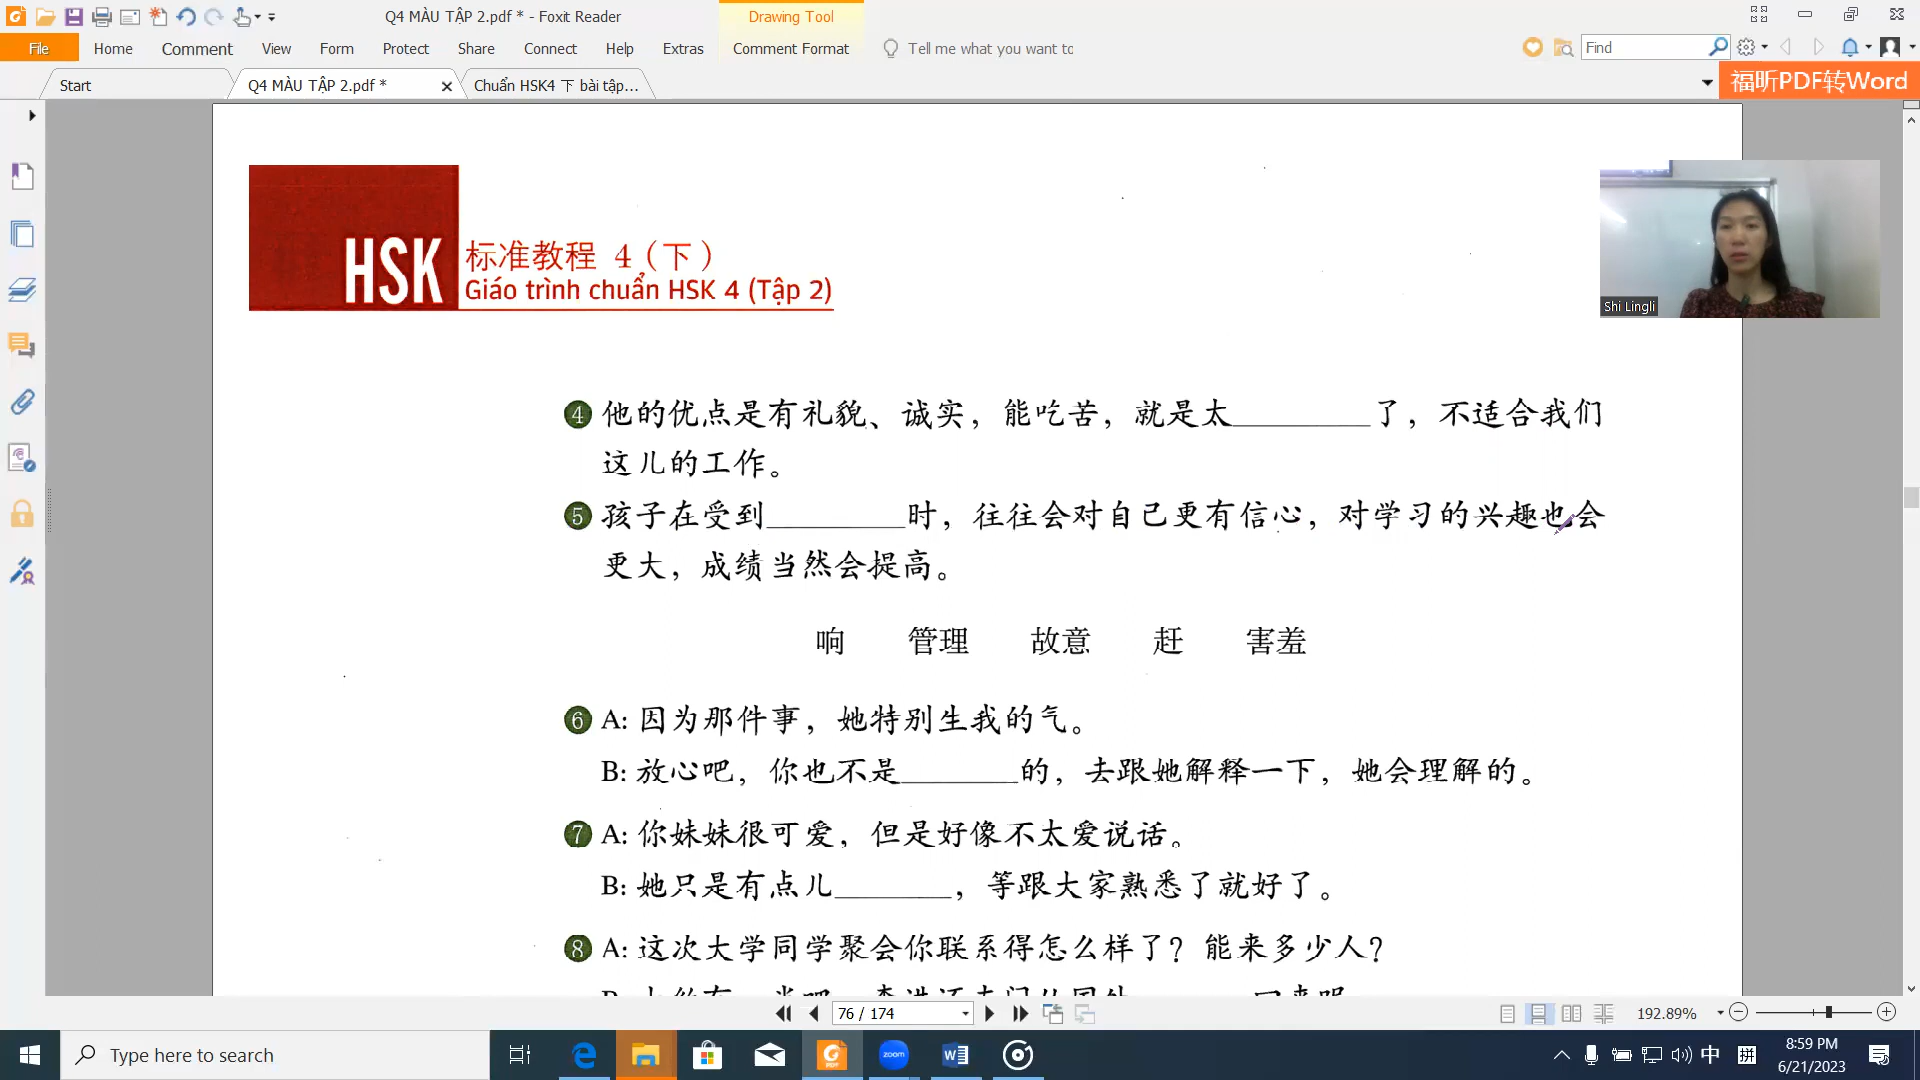 Q4 MÀU TẬP 2.pdf * - Foxit Reader
Drawing Tool
File
Home
Comment
View
Form
Protect
Share
Connect
Help
Extras
Comment Format
Tell me what you want to
Find
Start
Q4 MÀU TẬP 2.pdf *
Chuẩn HSK4 下 bài tập...
福昕PDF转Word
HSK
标准教程 4（下）
Giáo trình chuẩn HSK 4 (Tập 2)
Shi Lingli
4 他的优点是有礼貌、诚实，能吃苦，就是太________了，不适合我们
这儿的工作。
5 孩子在受到________时，往往会对自己更有信心，对学习的兴趣也会
更大，成绩当然会提高。
响 管理 故意 赶 害羞
6 A: 因为那件事，她特别生我的气。
B: 放心吧，你也不是_______的，去跟她解释一下，她会理解的。
7 A: 你妹妹很可爱，但是好像不太爱说话。
B: 她只是有点儿_______，等跟大家熟悉了就好了。
8 A: 这次大学同学聚会你联系得怎么样了？能来多少人？
76 / 174
192.89%
Type here to search
zoom
中
拼
8:59 PM
6/21/2023